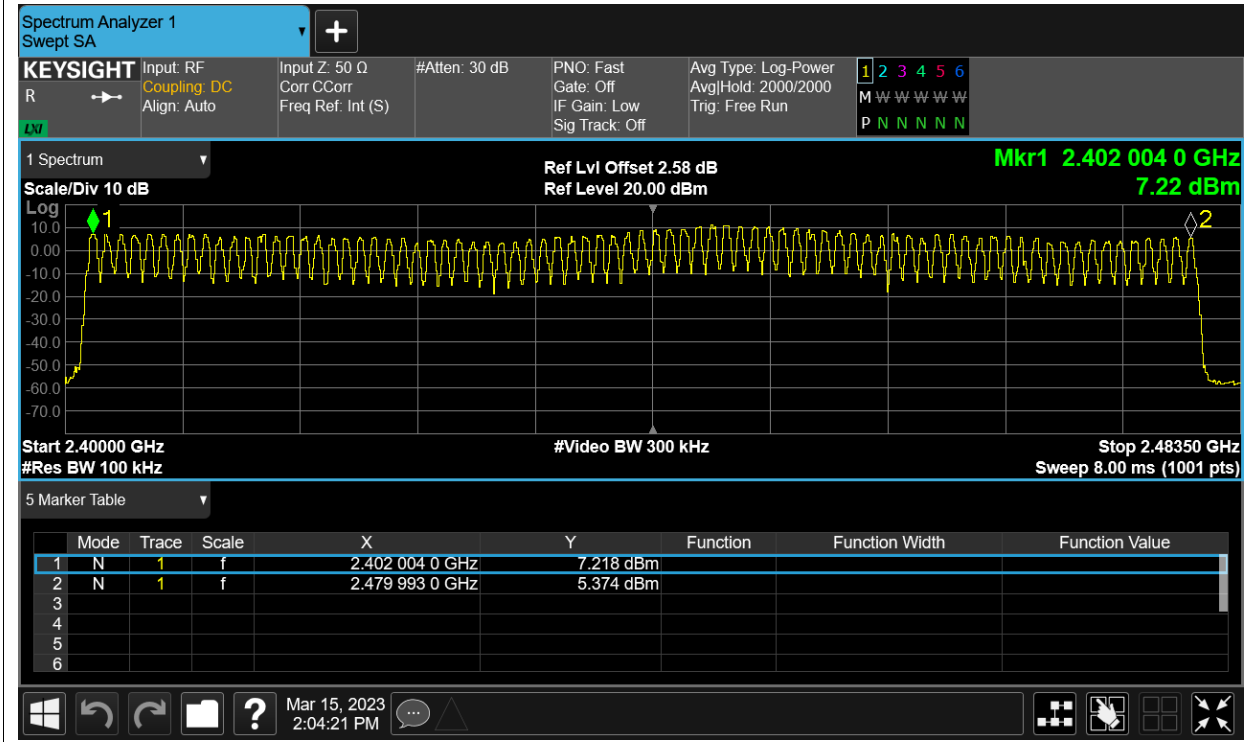 Spectrum Analyzer 1
Swept SA
KEYSIGHT
R
LXI
Input: RF
Coupling: DC
Align: Auto
Input Z: 50 Ω
Corr CCorr
Freq Ref: Int (S)
#Atten: 30 dB
PNO: Fast
Gate: Off
IF Gain: Low
Sig Track: Off
Avg Type: Log-Power
Avg|Hold: 2000/2000
Trig: Free Run
1 2 3 4 5 6
M W W W W W
P N N N N N
1 Spectrum
Scale/Div 10 dB
Ref Lvl Offset 2.58 dB
Ref Level 20.00 dBm
Mkr1 2.402 004 0 GHz
7.22 dBm
Log
1
2
10.0
0.00
-10.0
-20.0
-30.0
-40.0
-50.0
-60.0
-70.0
Start 2.40000 GHz
#Video BW 300 kHz
Stop 2.48350 GHz
#Res BW 100 kHz
Sweep 8.00 ms (1001 pts)
5 Marker Table
Mode Trace Scale X Y Function Function Width Function Value
1 N 1 f 2.402 004 0 GHz 7.218 dBm
2 N 1 f 2.479 993 0 GHz 5.374 dBm
3
4
5
6
?
Mar 15, 2023
2:04:21 PM